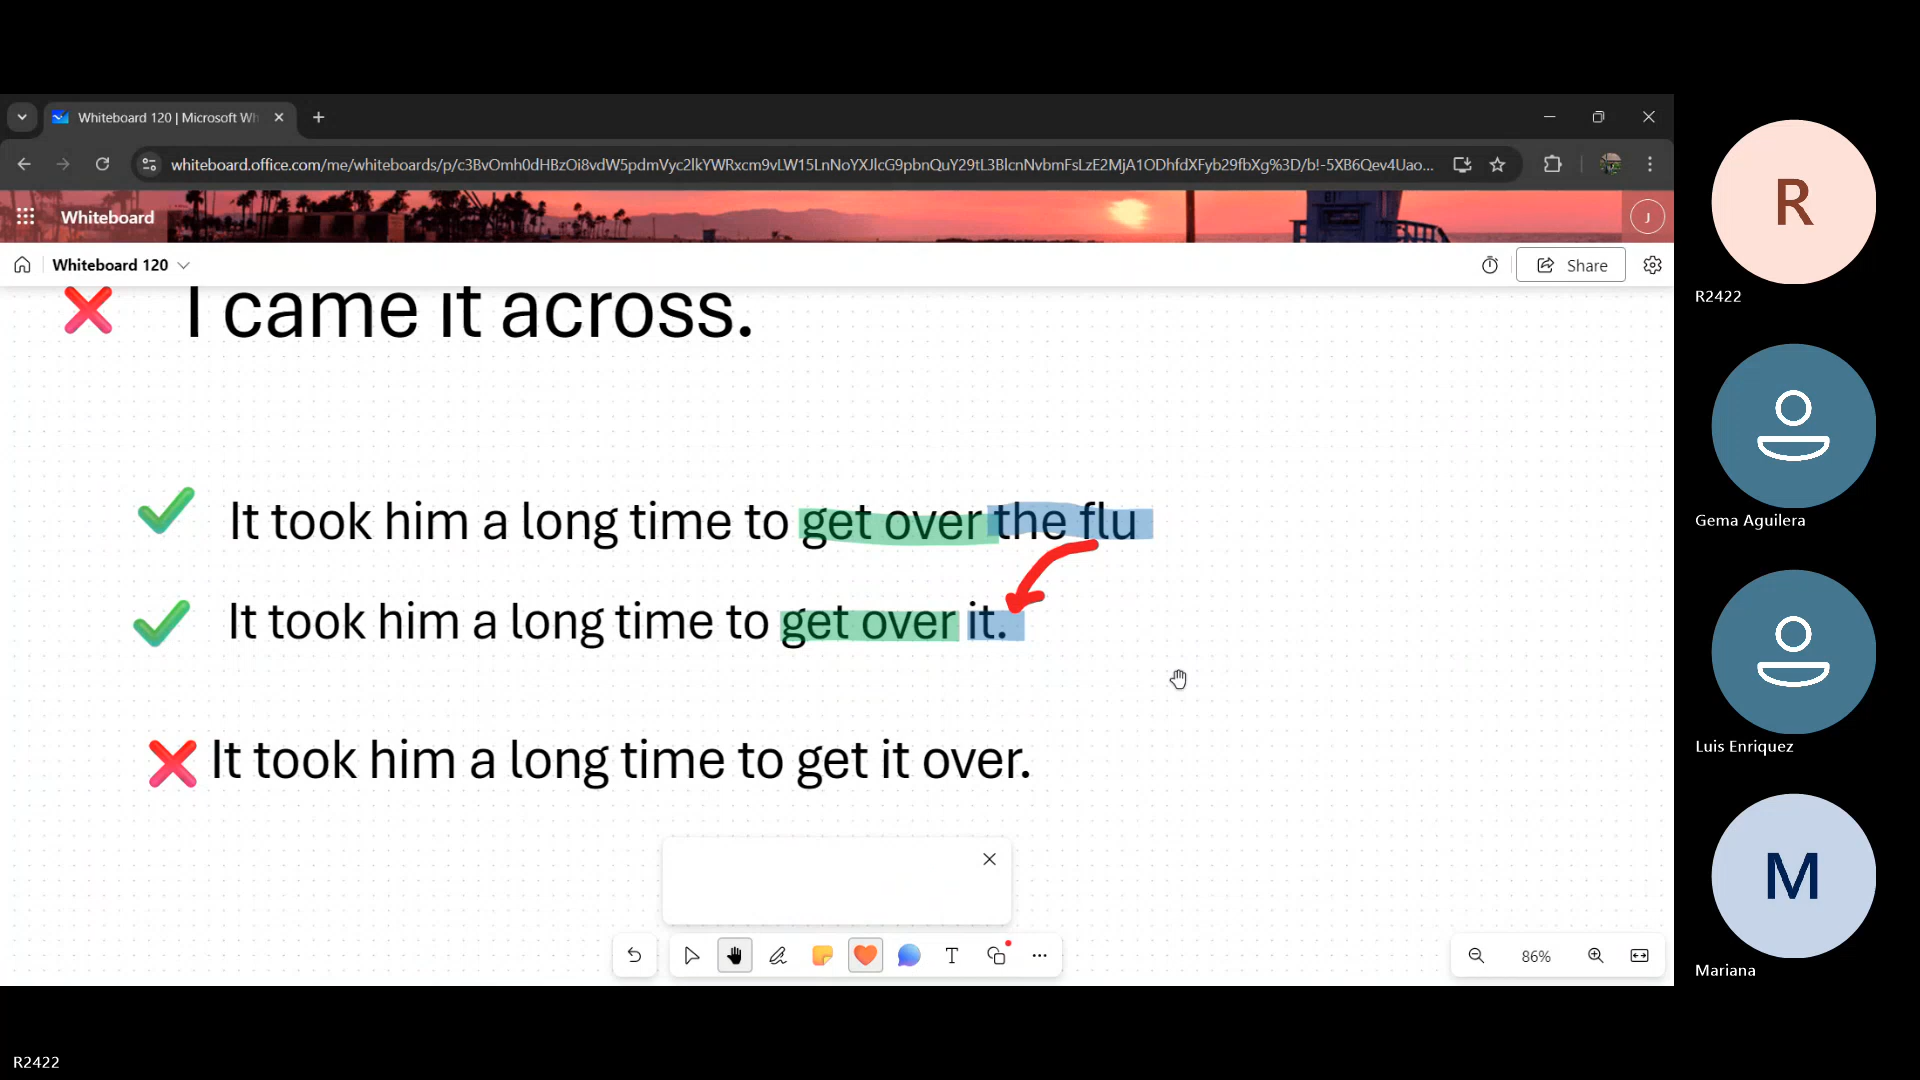 Whiteboard 120 | Microsoft Wh
whiteboard.office.com/me/whiteboards/p/c3BvOmh0dHBzOi8vdW5pdmVyc2lkYWRxcm9vLW15LnNoYXJlcG9pbnQuY29tL3BlcnNvbmFsLzE2MjA1ODhfdXFyb29fbXg%3D/b!-5XB6Qev4Uao...
Whiteboard
J
Whiteboard 120
Share
I came it across.
It took him a long time to get over the flu
It took him a long time to get over it.
It took him a long time to get it over.
T
86%
R
R2422
Gema Aguilera
Luis Enriquez
M
Mariana
R2422